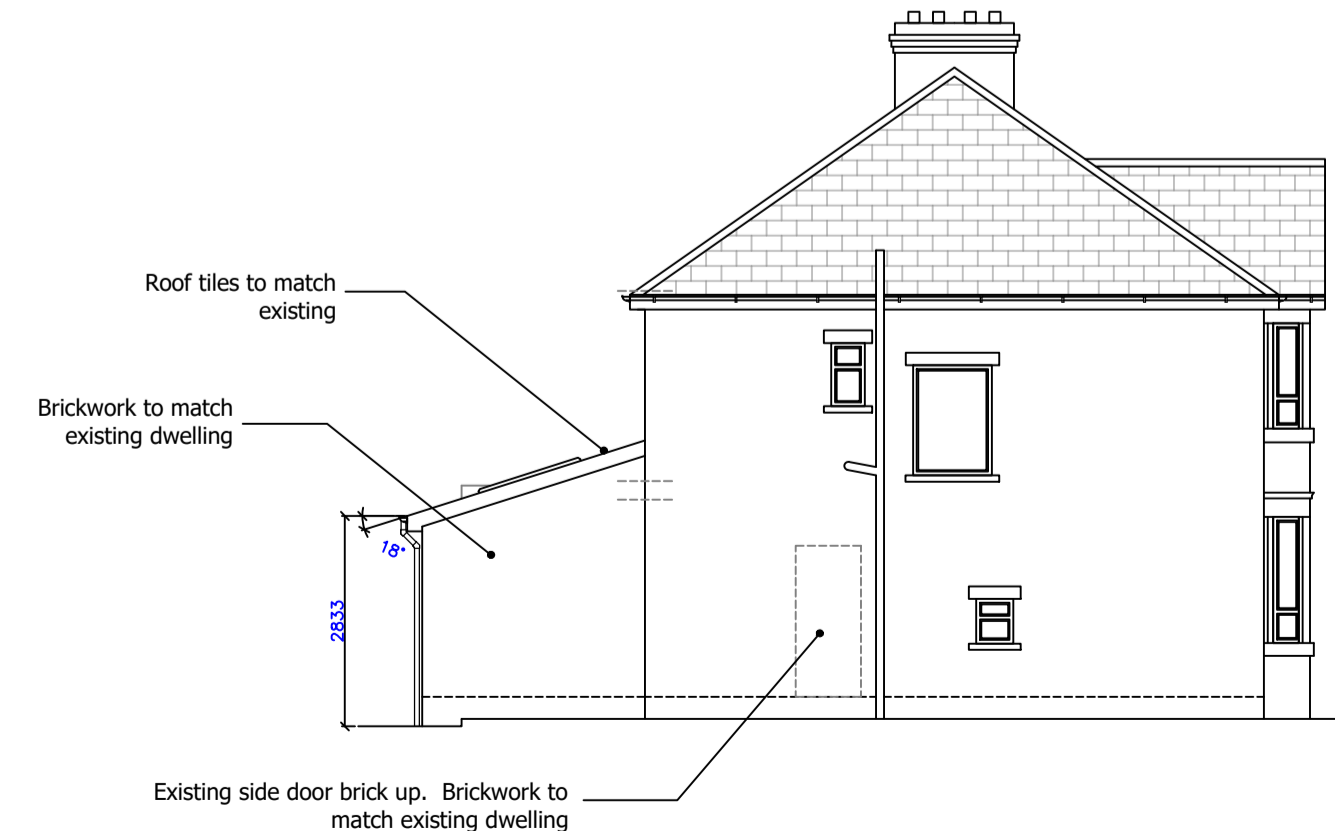 Roof tiles to match
existing
Brickwork to match
existing dwelling
18°
2833
Existing side door brick up.  Brickwork to
match existing dwelling